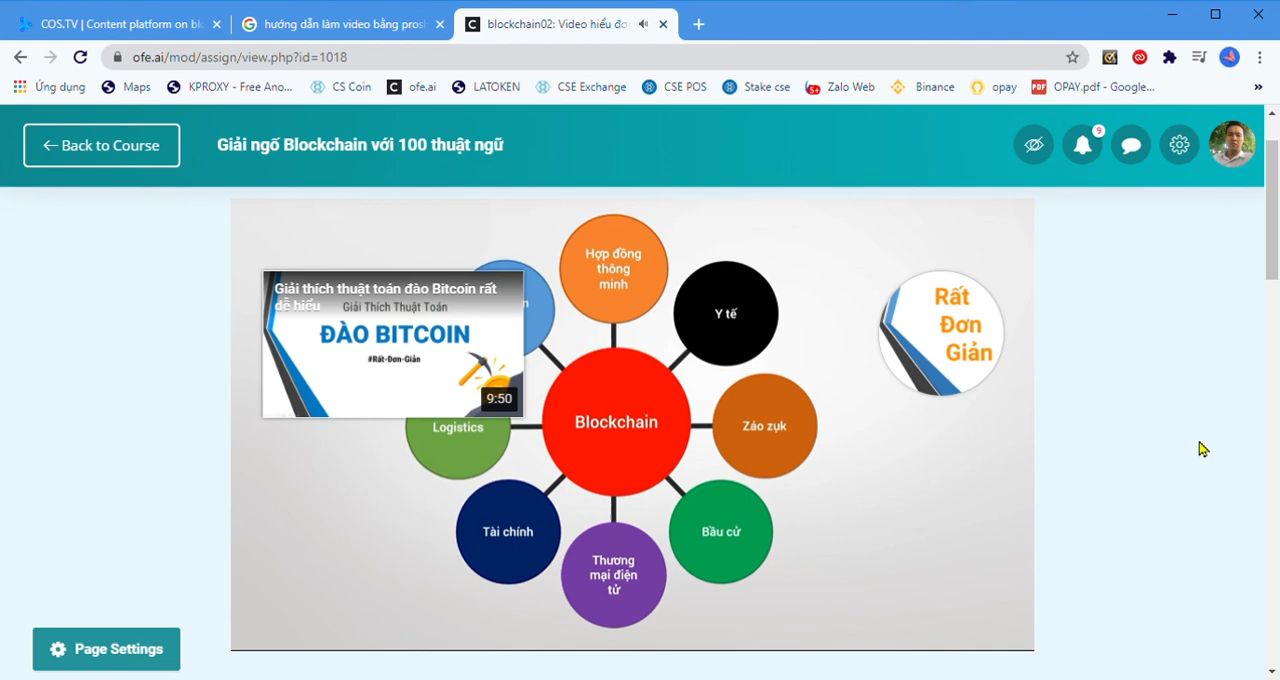 COS.TV | Content platform on bl
hướng dẫn làm video bằng pros
blockchain02: Video hiểu đơ
ofe.ai/mod/assign/view.php?id=1018
Ứng dụng
Maps
KPROXY - Free Ano...
CS Coin
ofe.ai
LATOKEN
CSE Exchange
CSE POS
Stake cse
Zalo Web
Binance
opay
OPAY.pdf - Google...
Back to Course
Giải ngố Blockchain với 100 thuật ngữ
9
Hợp đồng
thông
minh
Giải thích thuật toán đào Bitcoin rất
dễ hiểu
Giải Thích Thuật Toán
ĐÀO BITCOIN
#Rất-Đơn-Giản
9:50
Y tế
Rất
Đơn
Giản
Logistics
Blockchain
Záo zụk
Tài chính
Bầu cử
Thương
mại điện
tử
Page Settings